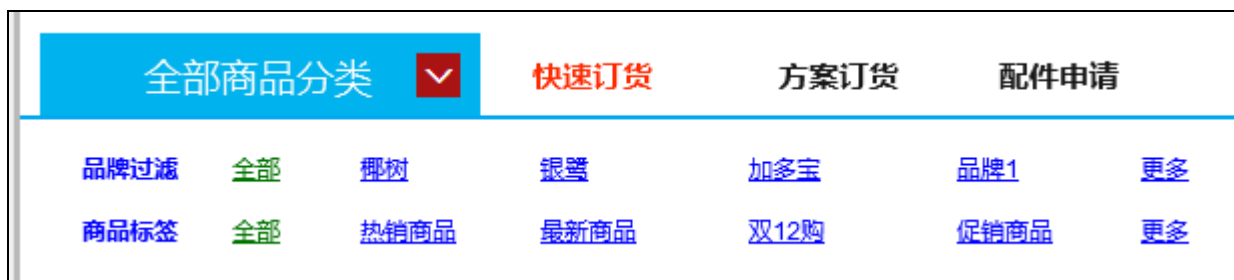 全部商品分类 快速订货 方案订货 配件申请
品牌过滤 全部 椰树 银鹭 加多宝 品牌1 更多
商品标签 全部 热销商品 最新商品 双12购 促销商品 更多